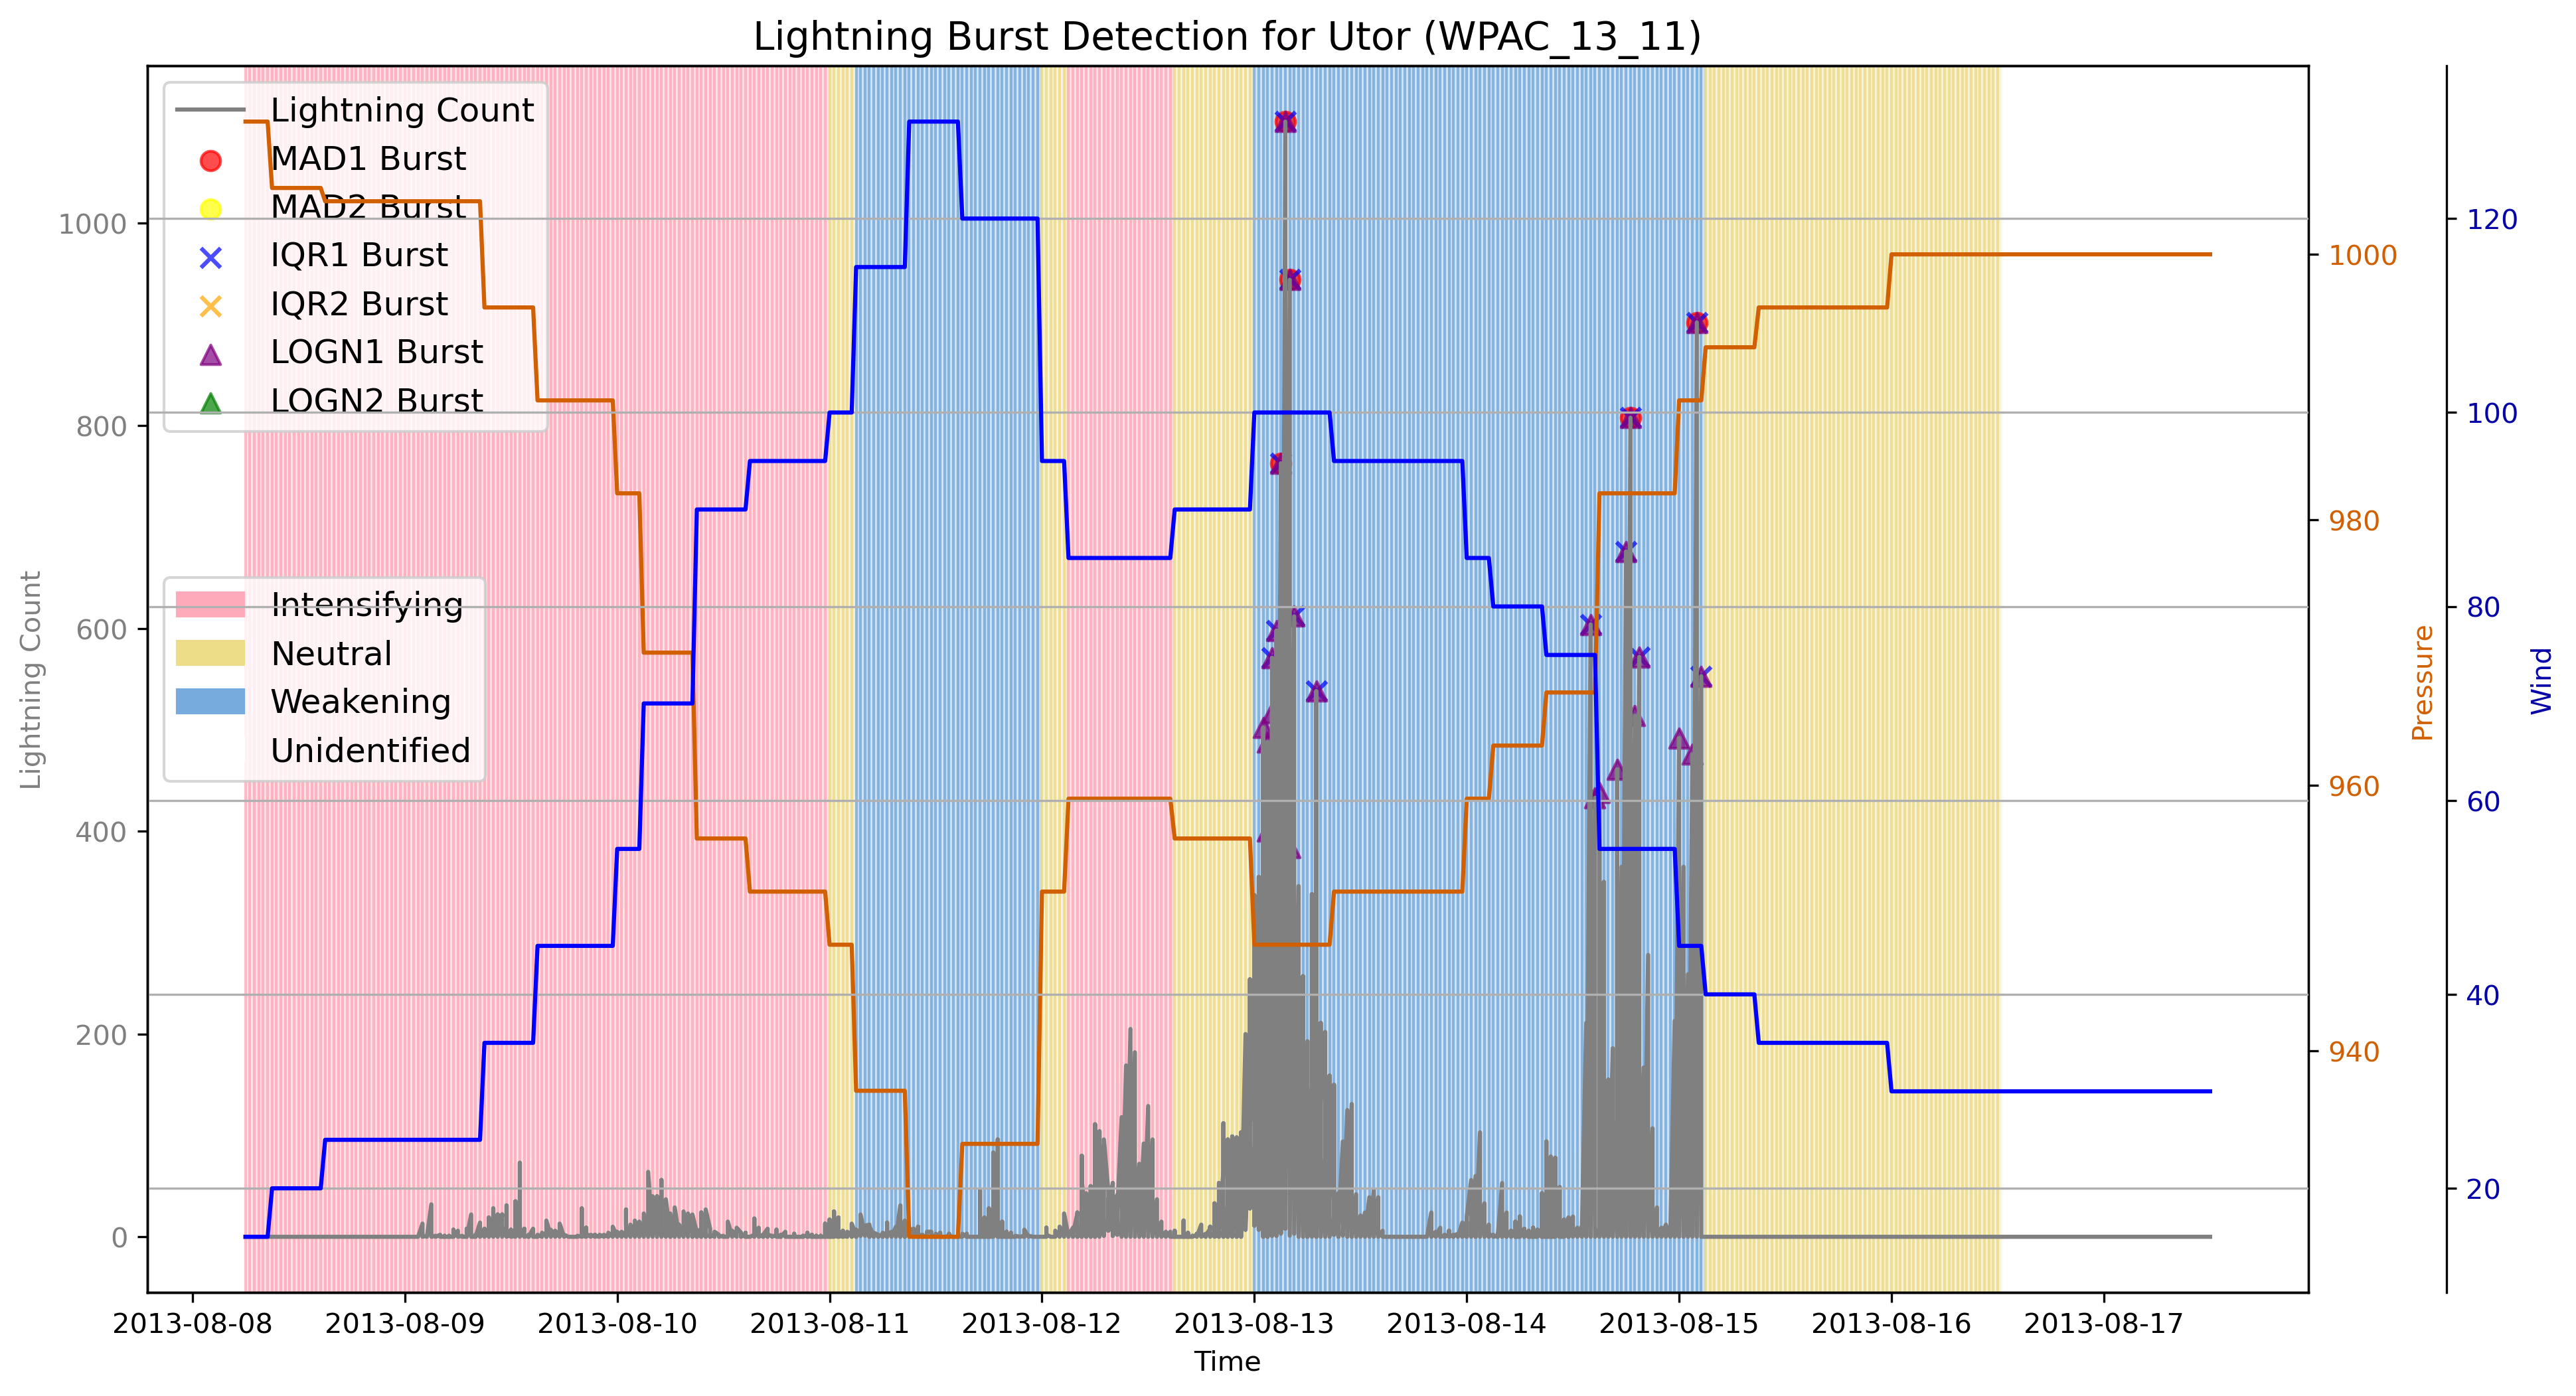 Lightning Burst Detection for Utor (WPAC_13_11)
Lightning Count
MAD1 Burst
MAD2 Burst
IQR1 Burst
IQR2 Burst
LOGN1 Burst
LOGN2 Burst
Intensifying
Neutral
Weakening
Unidentified
Lightning Count
1000
800
600
400
200
0
1000
980
960
940
Pressure
120
100
80
60
40
20
Wind
2013-08-08 2013-08-09 2013-08-10 2013-08-11 2013-08-12 2013-08-13 2013-08-14 2013-08-15 2013-08-16 2013-08-17
Time